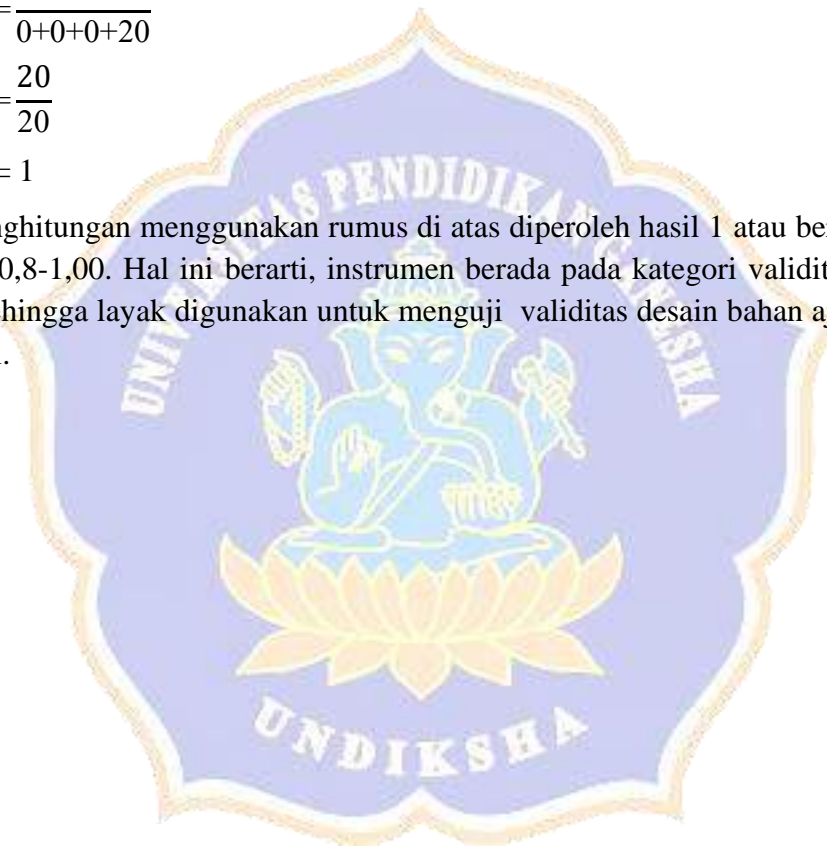 =
0+0+0+20
=20/20
= 1
nghitungan menggunakan rumus di atas diperoleh hasil 1 atau ber
0,8-1,00. Hal ini berarti, instrumen berada pada kategori validit
hingga layak digunakan untuk menguji validitas desain bahan aj
.
UNIVERSITAS PENDIDIKAN GANESHA
UNDIKSHA